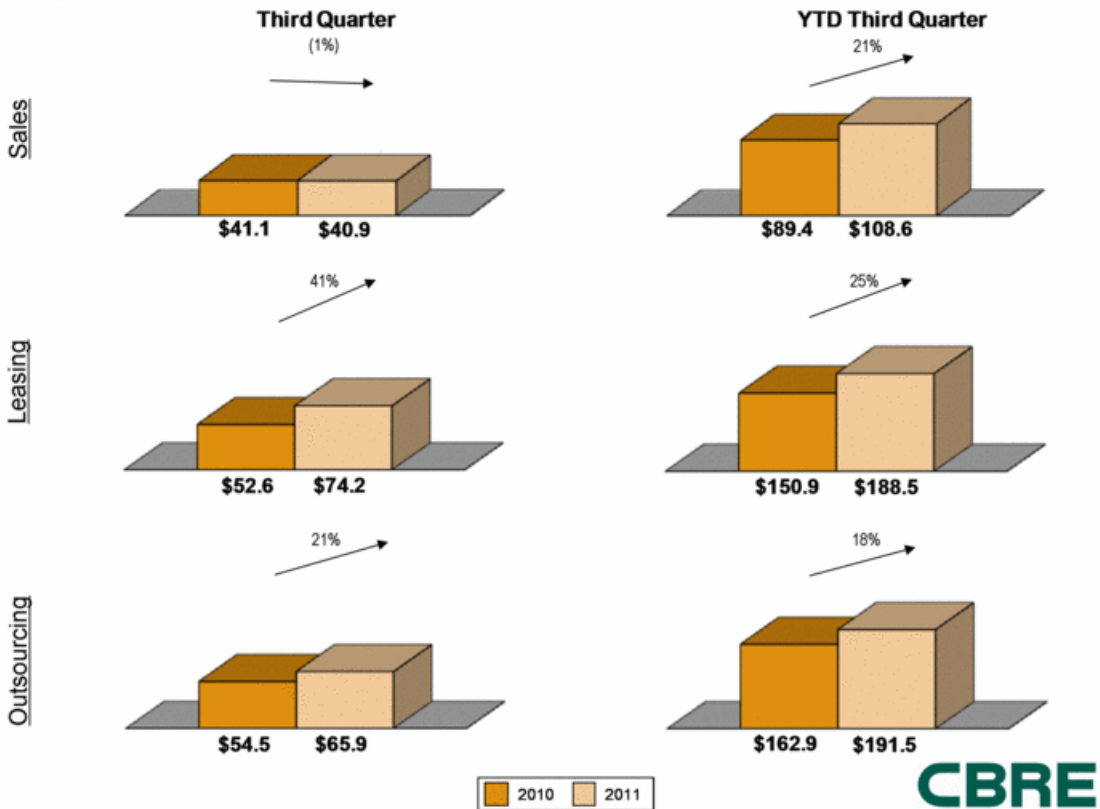 Third Quarter
(1%)
YTD Third Quarter
21%
Sales
$41.1 $40.9
$89.4 $108.6
41%
25%
Leasing
$52.6 $74.2
$150.9 $188.5
21%
18%
Outsourcing
$54.5 $65.9
$162.9 $191.5
2010 2011
CBRE